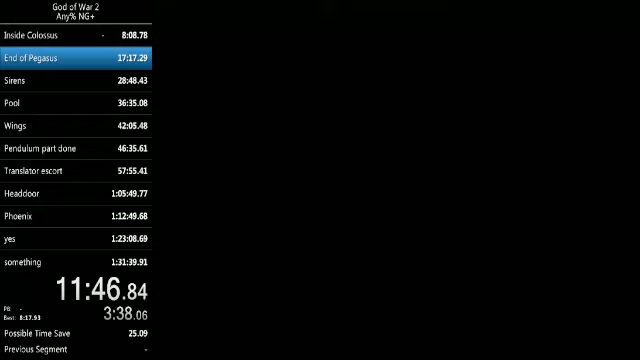 God of War 2
Any% NG+
Inside Colossus - 8:08.78
End of Pegasus 17:17.29
Sirens 28:48.43
Pool 36:35.08
Wings 42:05.48
Pendulum part done 46:35.61
Translator escort 57:55.41
Headdoor 1:05:49.77
Phoenix 1:12:49.68
yes 1:23:08.69
something 1:31:39.91
11:46.84
PB: -
3:38.06
Best: 8:17.93
Possible Time Save 25.09
Previous Segment -